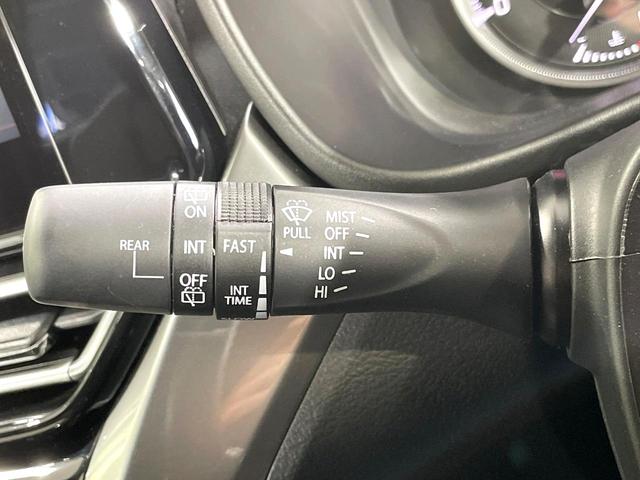 REAR
ON
INT
OFF
FAST
INT
TIME
PULL
MIST
OFF
INT
LO
HI